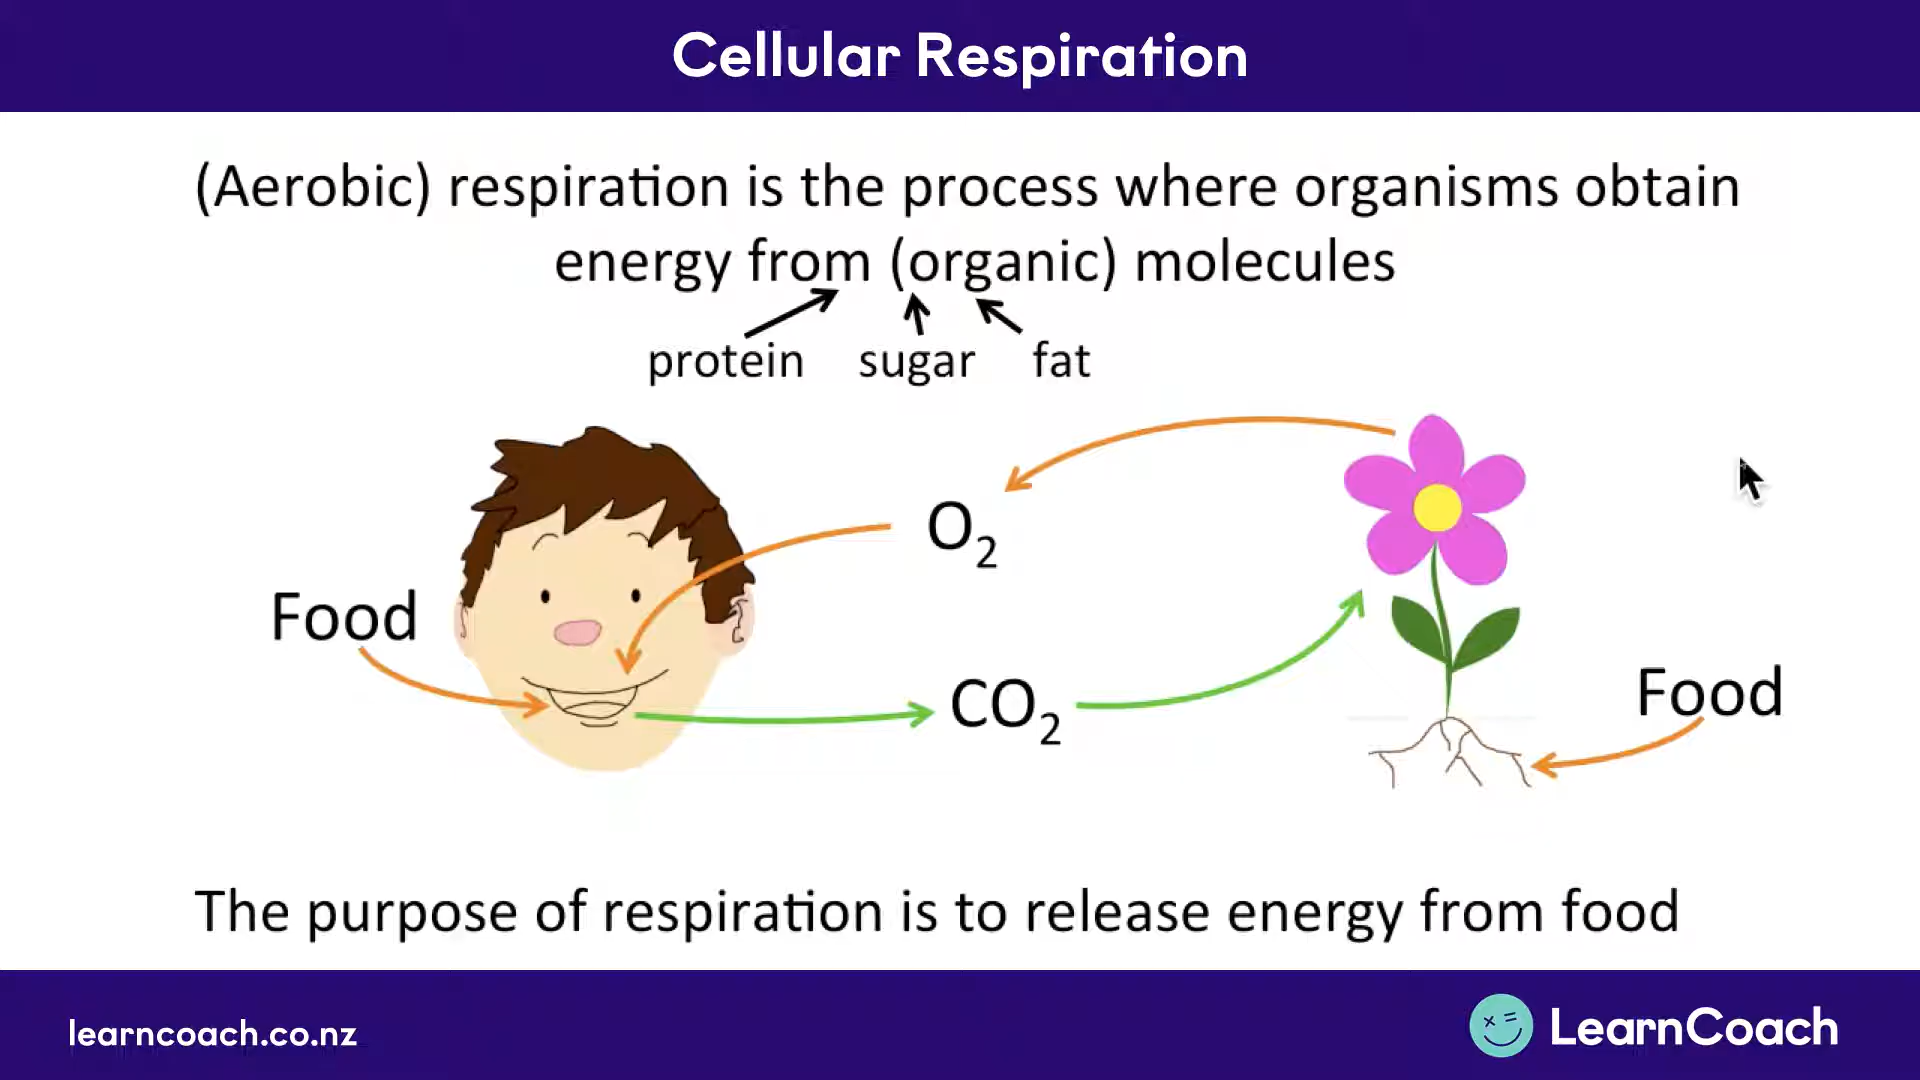 Cellular Respiration
(Aerobic) respiration is the process where organisms obtain
energy from (organic) molecules
protein sugar fat
O₂
Food
CO₂
Food
The purpose of respiration is to release energy from food
learncoach.co.nz
LearnCoach